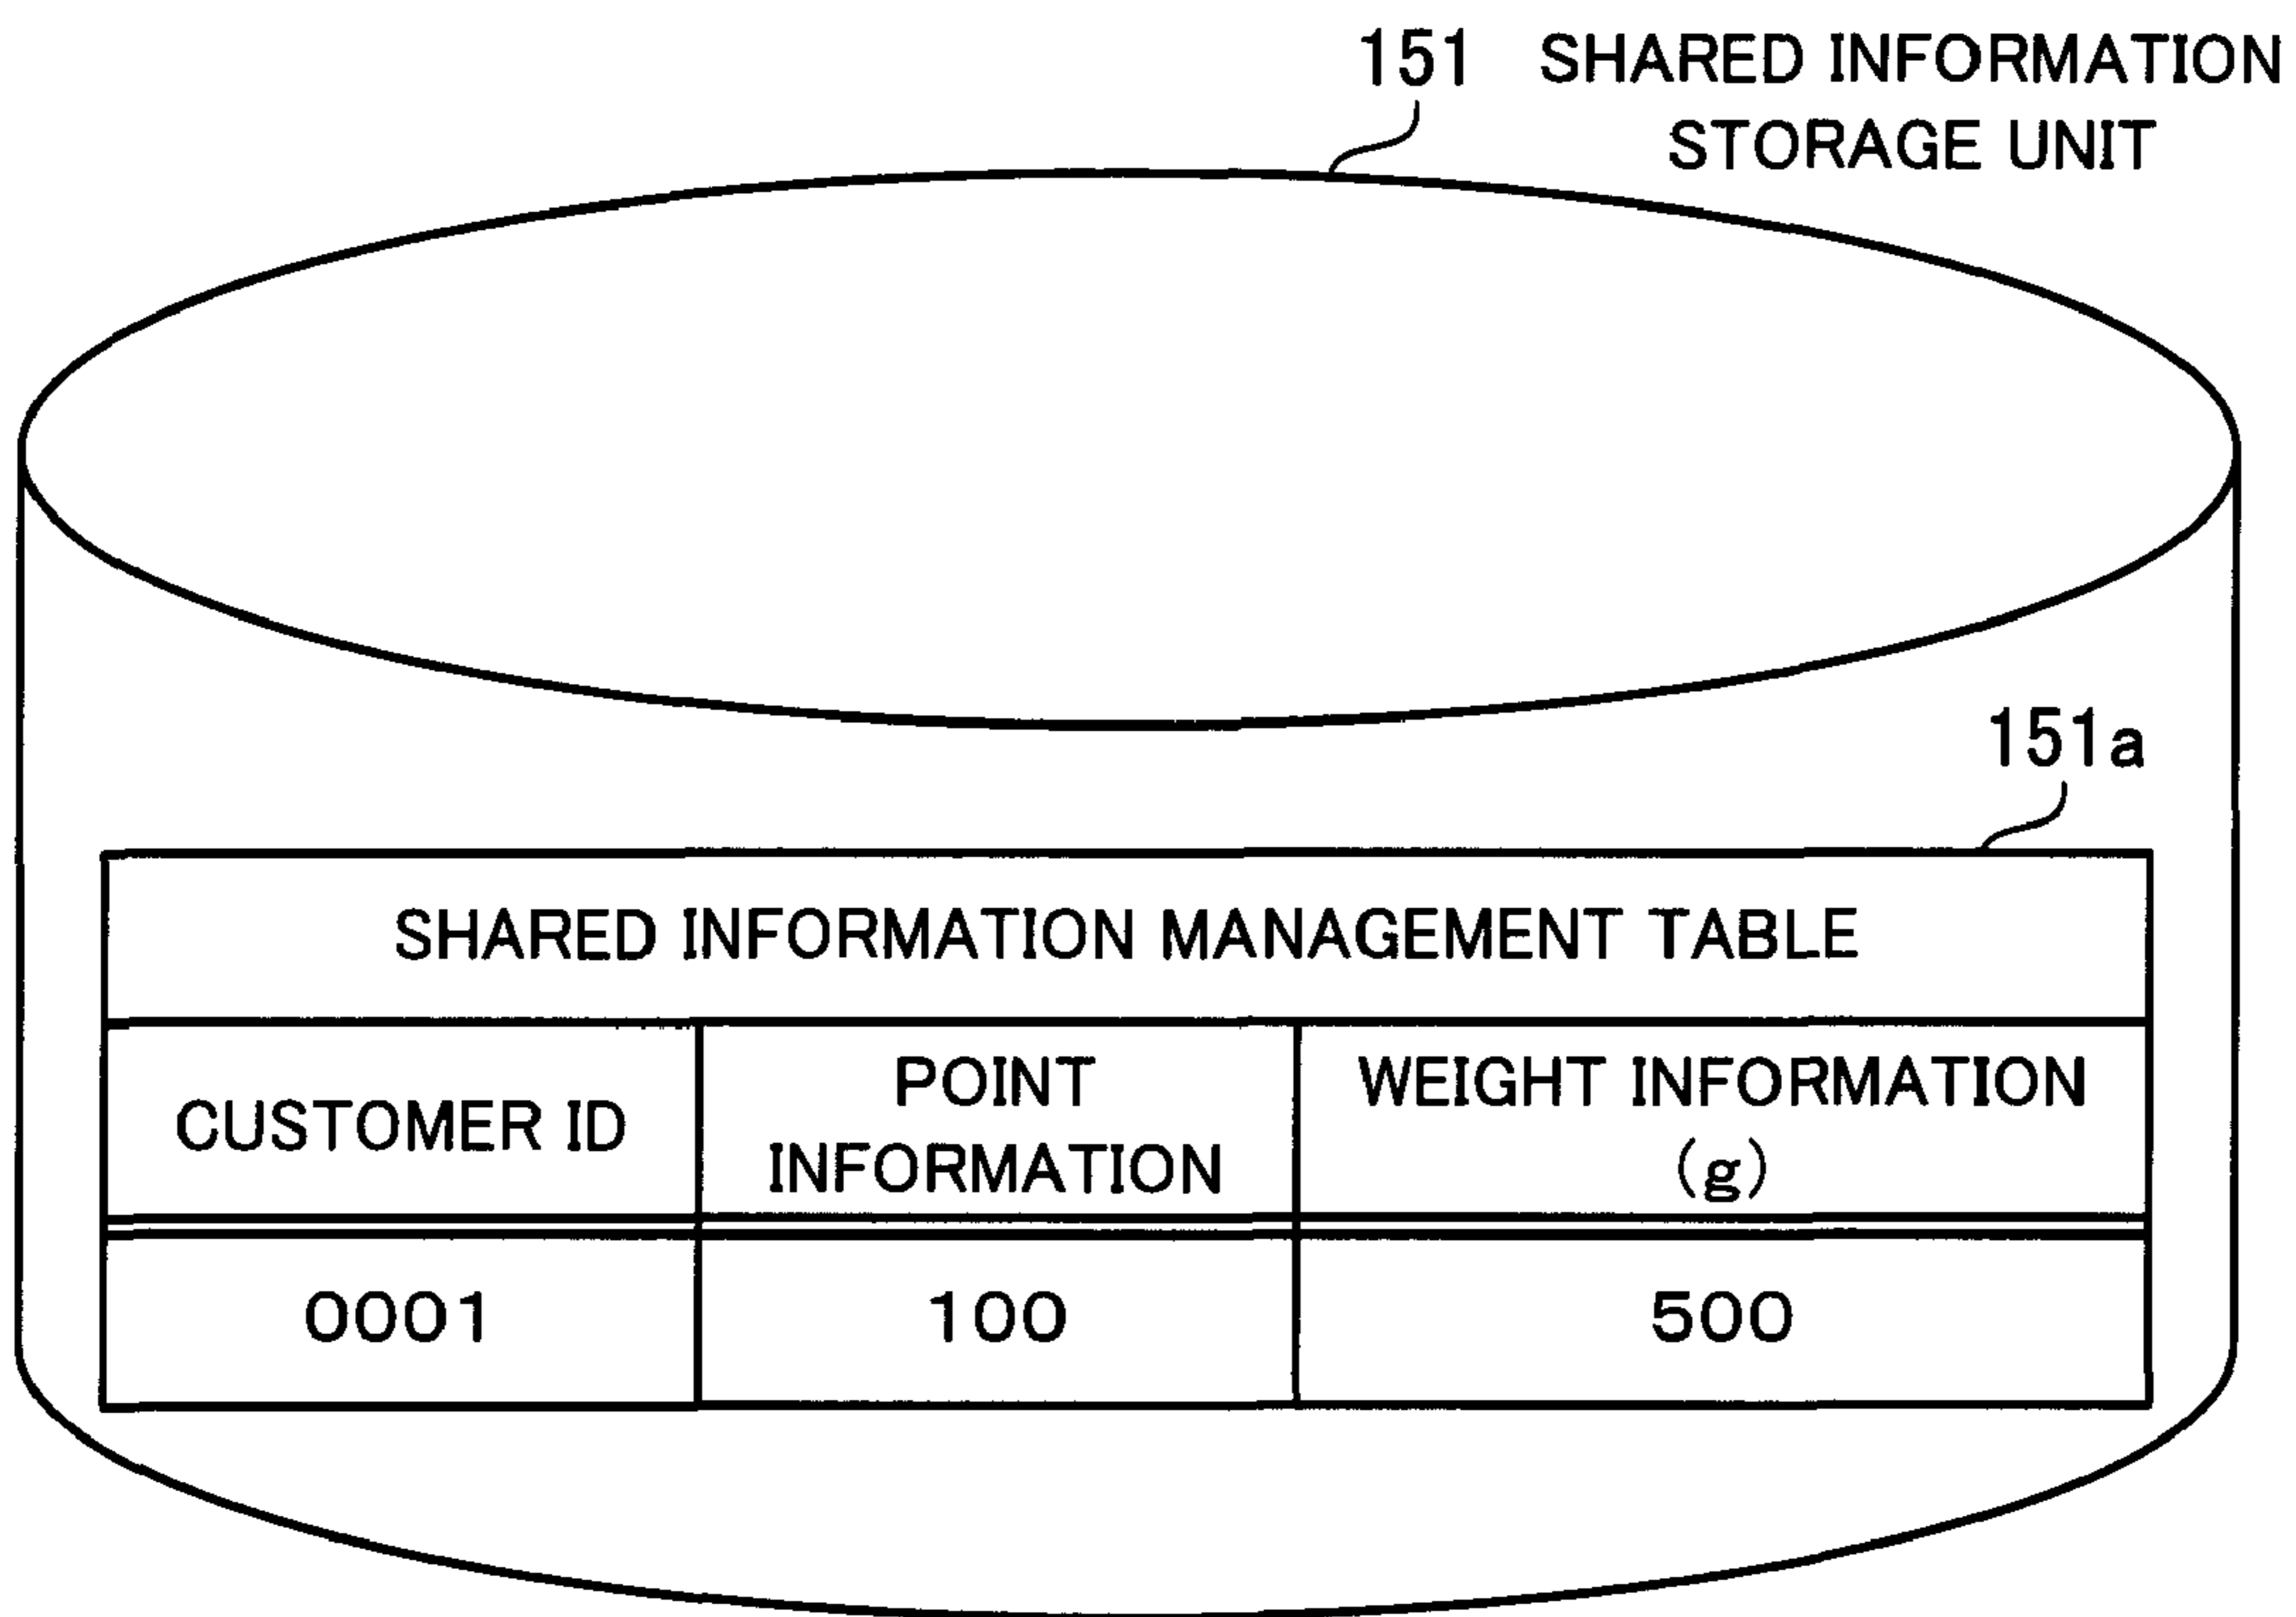 151 SHARED INFORMATION
STORAGE UNIT
151a
SHARED INFORMATION MANAGEMENT TABLE
CUSTOMER ID
POINT
INFORMATION
WEIGHT INFORMATION
(g)
0001
100
500